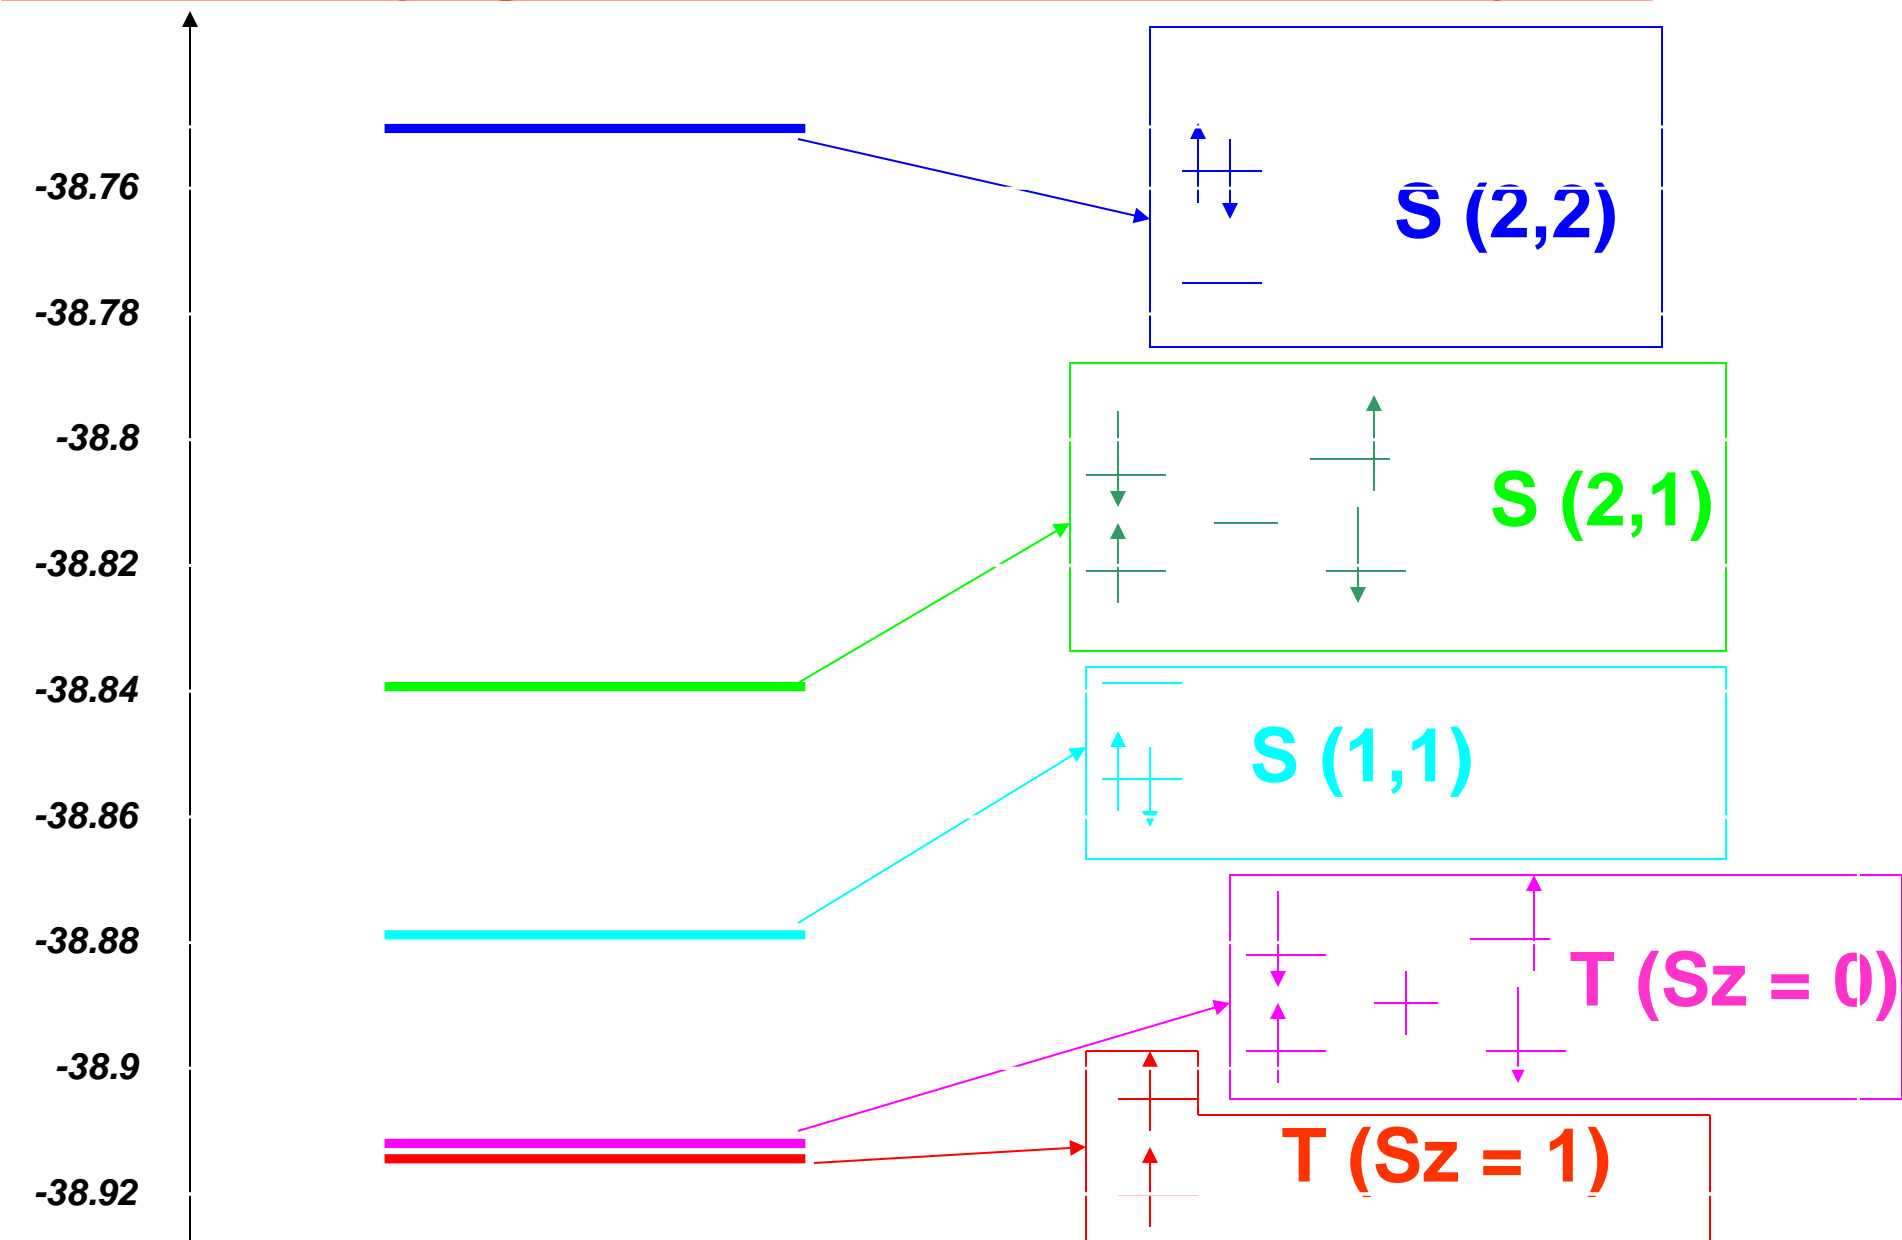 -38.76
S (2,2)
-38.78
-38.8
S (2,1)
-38.82
-38.84
S (1,1)
-38.86
-38.88
T (Sz = 0)
-38.9
T (Sz = 1)
-38.92